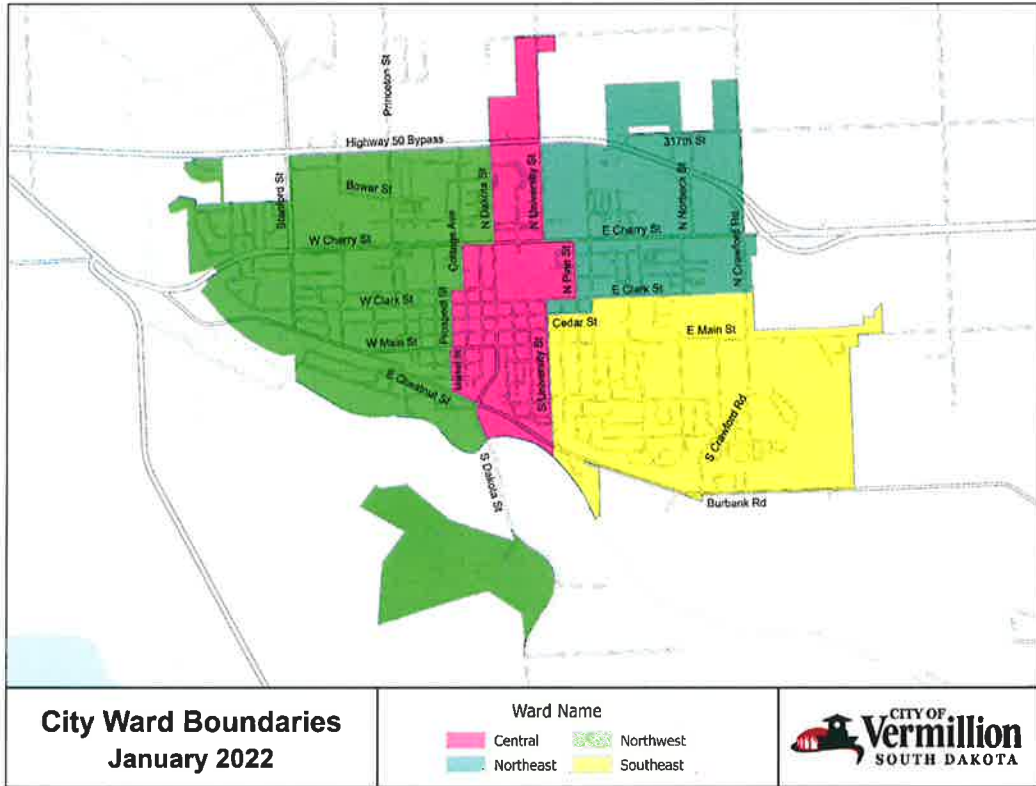 Princeton St
Highway 50 Bypass
317th St
Bower St
Stanford St
N Dakota St
N University St
N Norbeck St
N Crawford Rd
Cottage Ave
W Cherry St
E Cherry St
N Pine St
E Clark St
W Clark St
Prospect St
Cedar St
E Main St
W Main St
Market St
S University St
E Chestnut St
S Crawford Rd
S Dakota St
Burbank Rd
City Ward Boundaries
January 2022
Ward Name
Central
Northwest
Northeast
Southeast
CITY OF
Vermillion
SOUTH DAKOTA